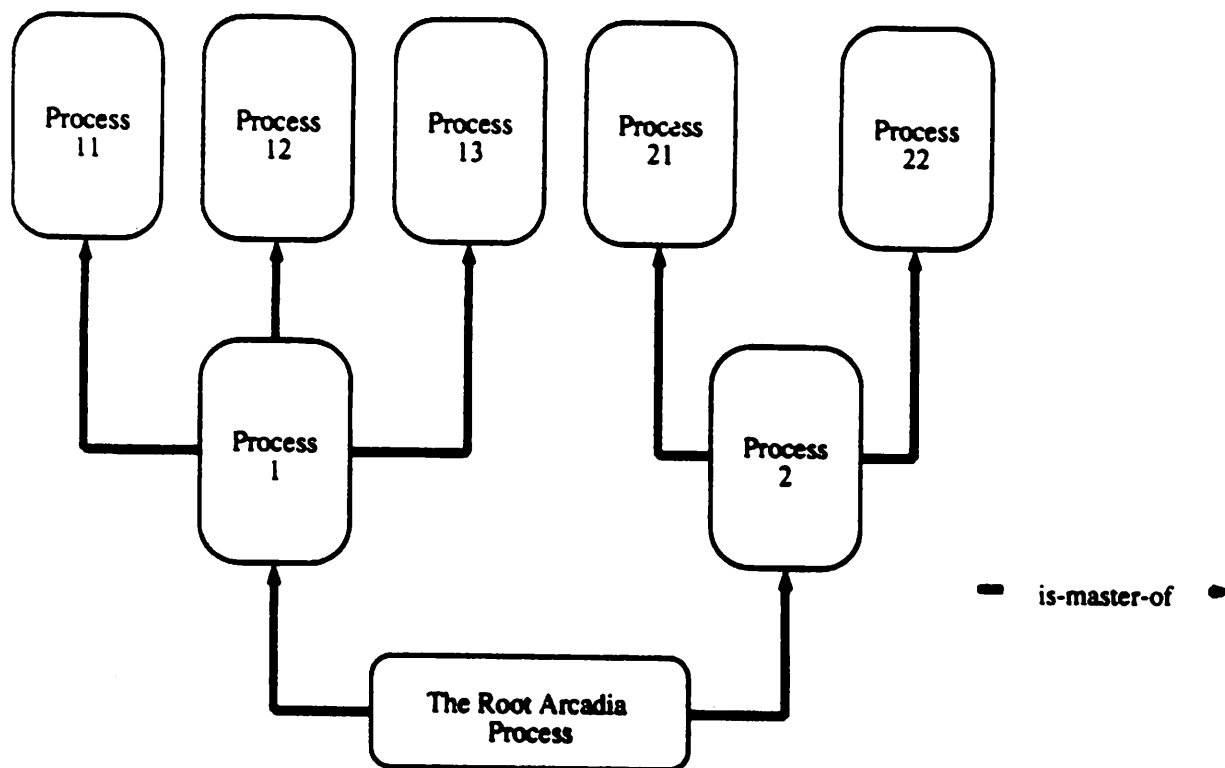 Process
11
Process
12
Process
13
Process
21
Process
22
Process
1
Process
2
is-master-of
The Root Arcadia
Process